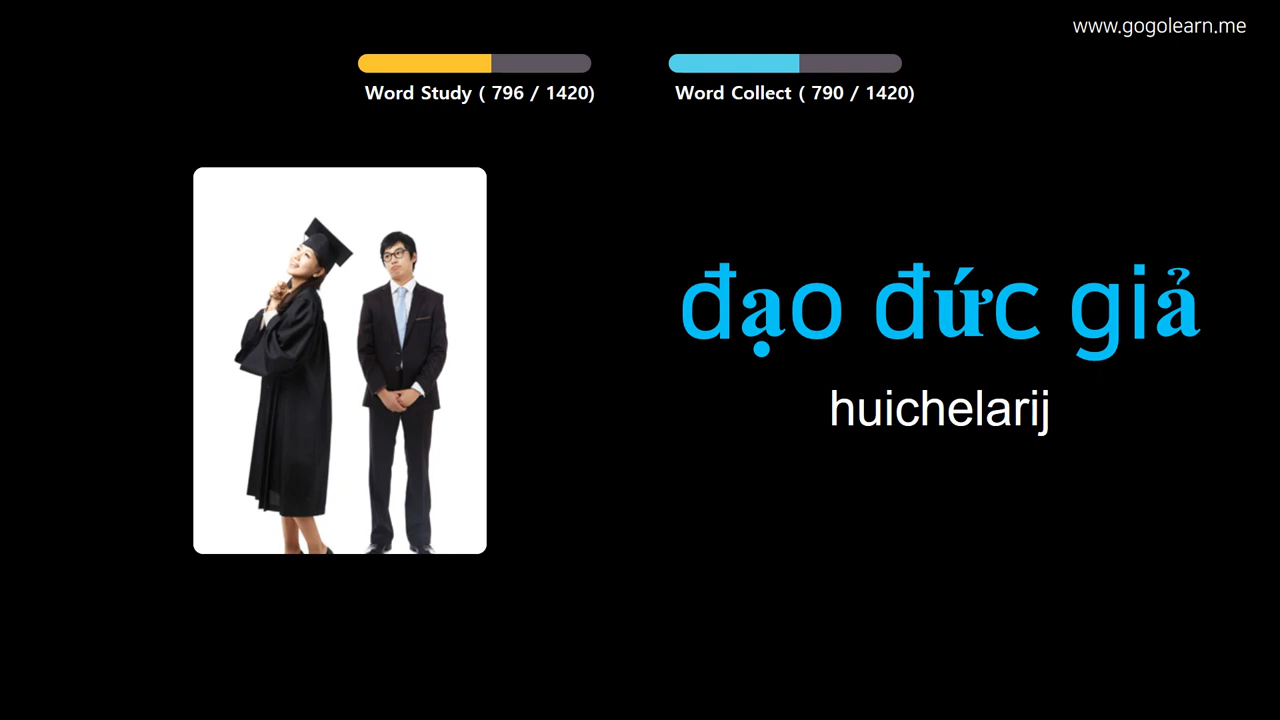 www.gogolearn.me
Word Study ( 796 / 1420)
Word Collect ( 790 / 1420)
đạo đức giả
huichelarij